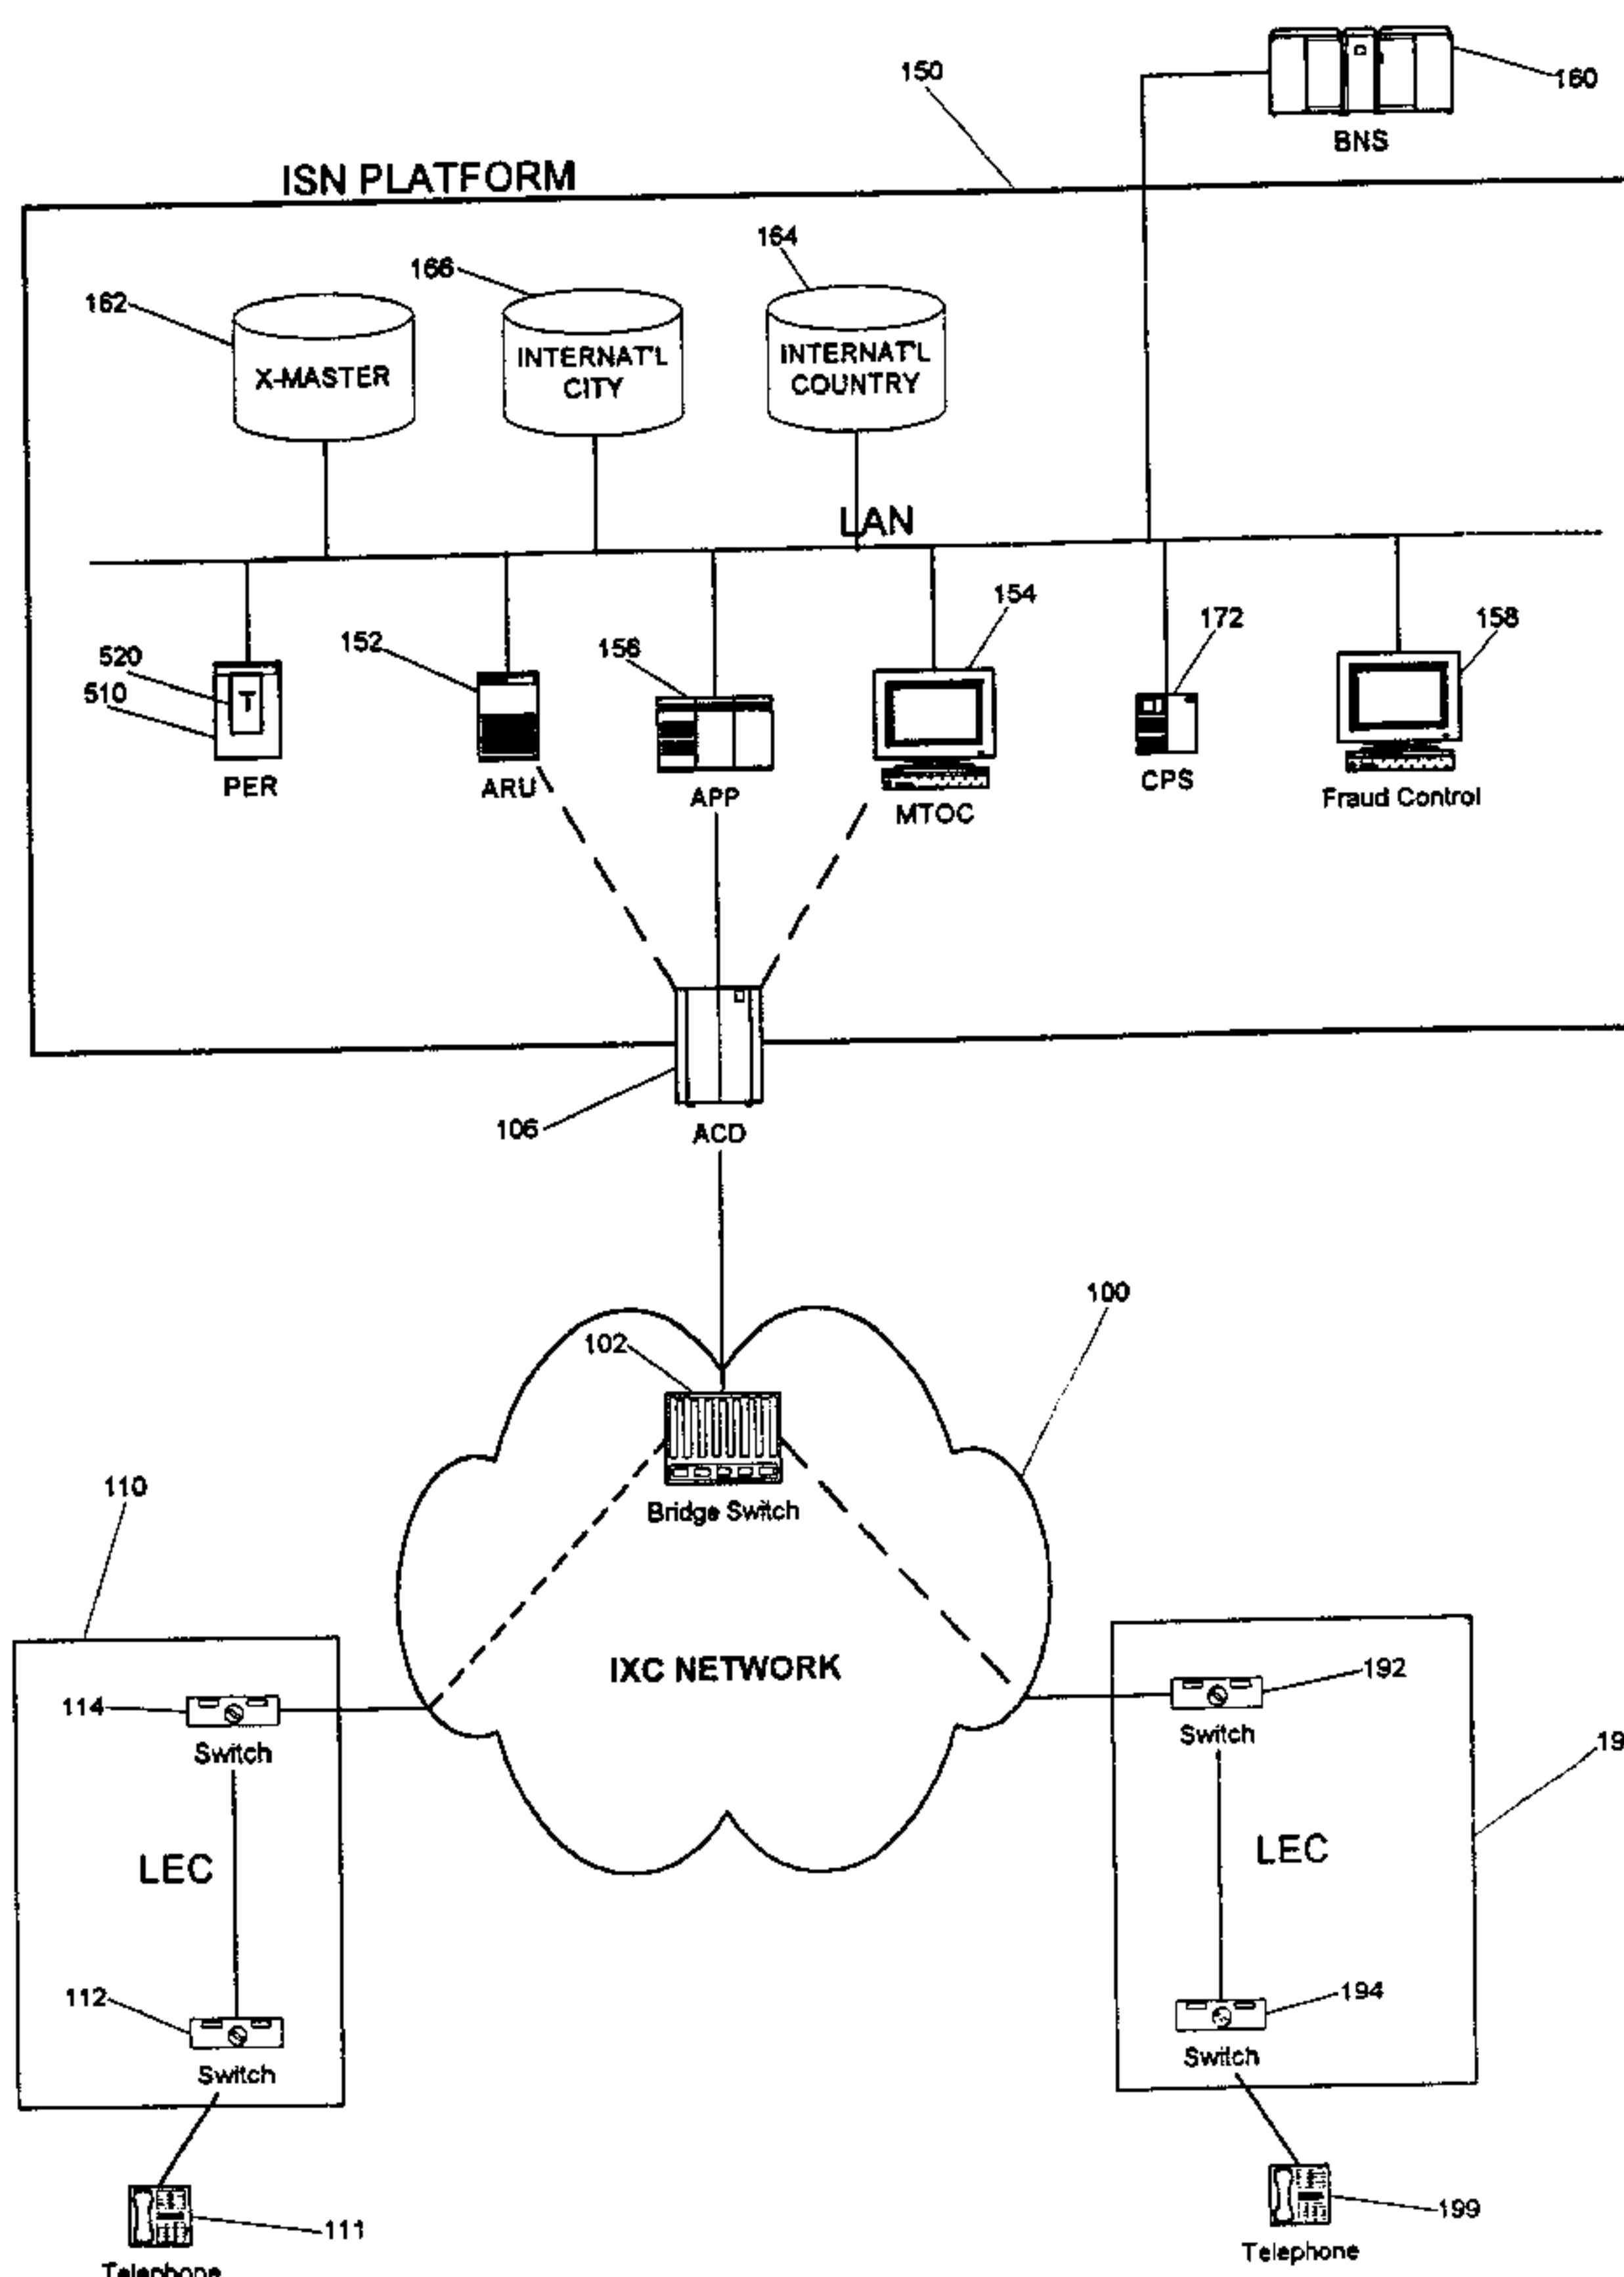 150
160
BNS
ISN PLATFORM
164
166
162
X-MASTER
INTERNAT'L
CITY
INTERNAT'L
COUNTRY
LAN
154
172
158
520
152
156
510
T
PER
ARU
APP
MTOC
CPS
Fraud Control
106
ACD
100
102
Bridge Switch
110
IXC NETWORK
192
114
Switch
Switch
19
LEC
LEC
112
194
Switch
Switch
111
199
Telephone
Telephone